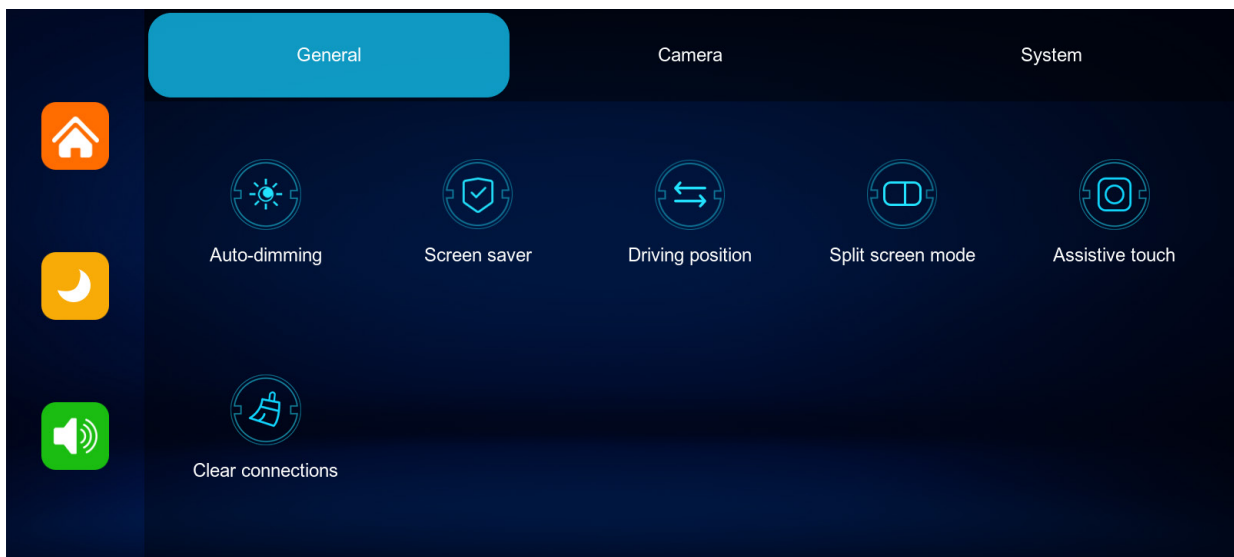 General
Camera
System
Auto-dimming
Screen saver
Driving position
Split screen mode
Assistive touch
Clear connections